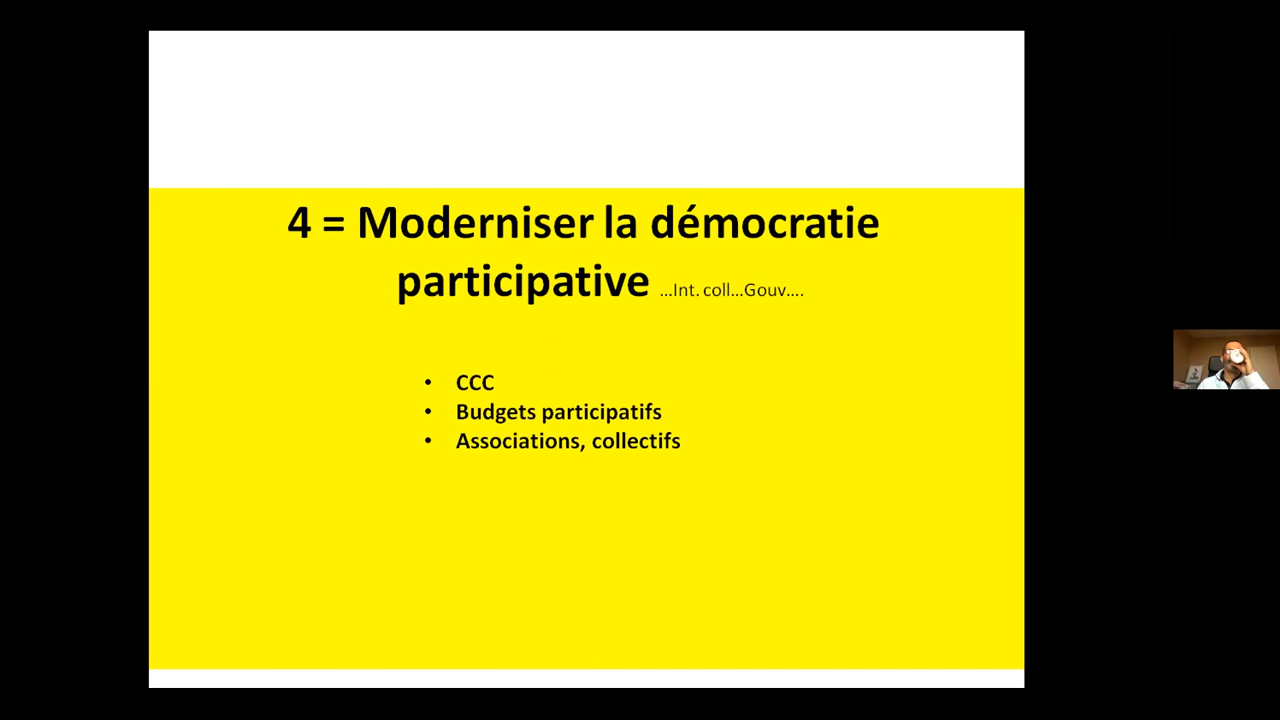 4 = Moderniser la démocratie
participative ...Int. coll...Gouv....
• CCC
• Budgets participatifs
• Associations, collectifs